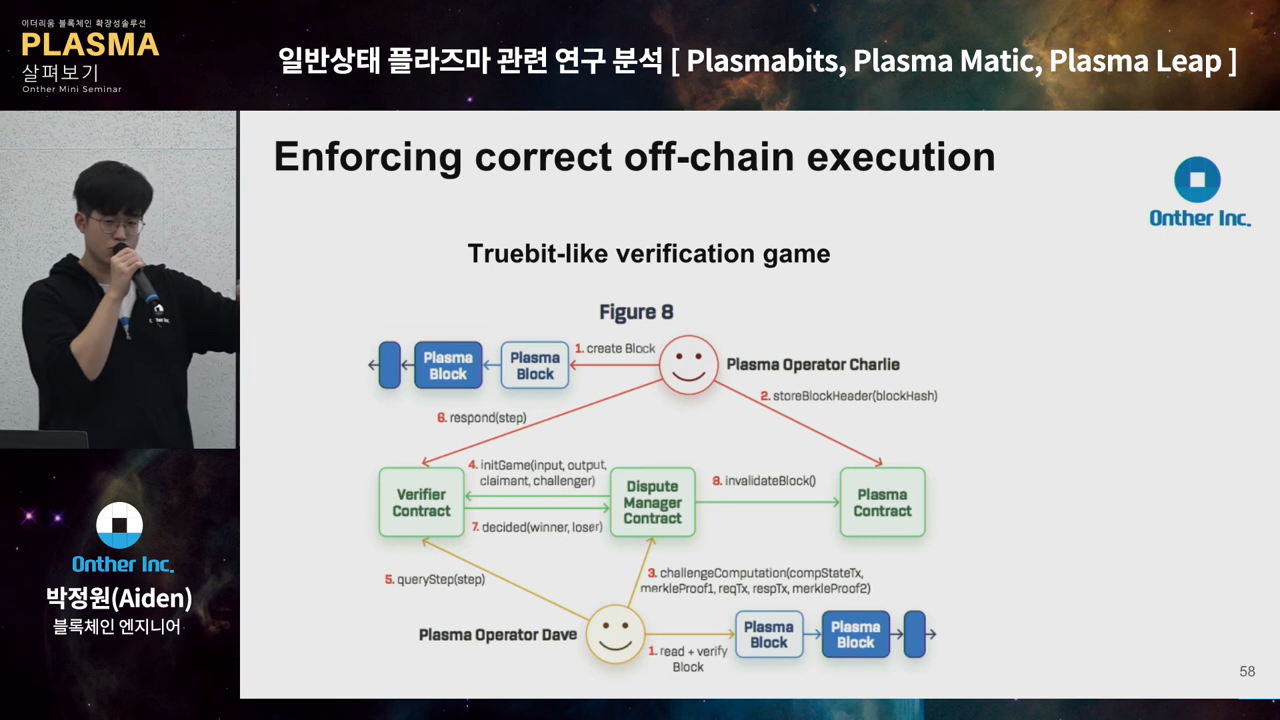 이더리움 블록체인 확장성솔루션
PLASMA
살펴보기
Onther Mini Seminar
일반상태 플라즈마 관련 연구 분석 [ Plasmabits, Plasma Matic, Plasma Leap ]
Enforcing correct off-chain execution
Onther Inc.
Truebit-like verification game
Figure 8
Plasma
Block
Plasma
Block
1. create Block
Plasma Operator Charlie
2. storeBlockHeader(blockHash)
6. respond(step)
Verifier
Contract
4. initGame(input, output,
claimant, challenger)
7. decided(winner, loser)
Dispute
Manager
Contract
8. invalidateBlock()
Plasma
Contract
5. queryStep(step)
3. challengeComputation(compStateTx,
merkleProof1, reqTx, respTx, merkleProof2)
Plasma Operator Dave
1. read + verify
Block
Plasma
Block
Plasma
Block
58
Onther Inc.
박정원(Aiden)
블록체인 엔지니어